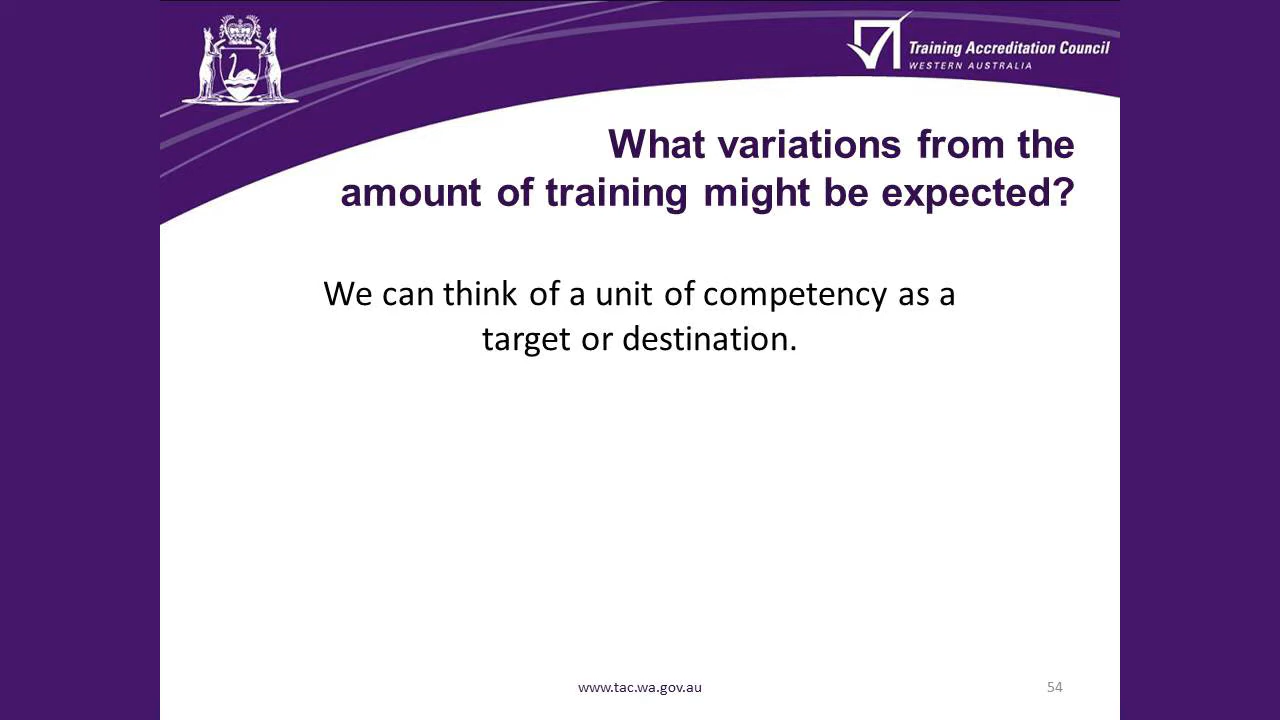 Training Accreditation Council
WESTERN AUSTRALIA
What variations from the
amount of training might be expected?
We can think of a unit of competency as a
target or destination.
www.tac.wa.gov.au
54